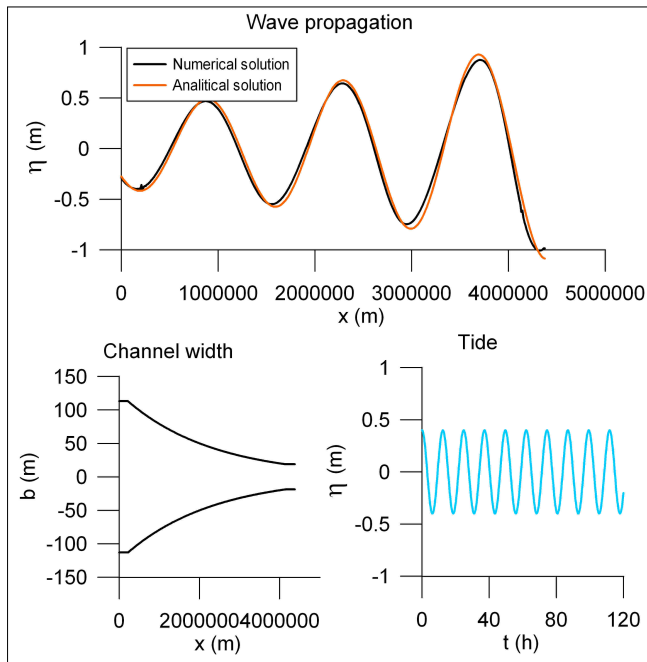 Wave propagation
1
0.5
0
-0.5
-1
η (m)
Numerical solution
Analitical solution
0 1000000 2000000 3000000 4000000 5000000
x (m)
Channel width
150
100
50
0
-50
-100
-150
b (m)
0 20000004000000
x (m)
Tide
1
0.5
0
-0.5
-1
η (m)
0 40 80 120
t (h)